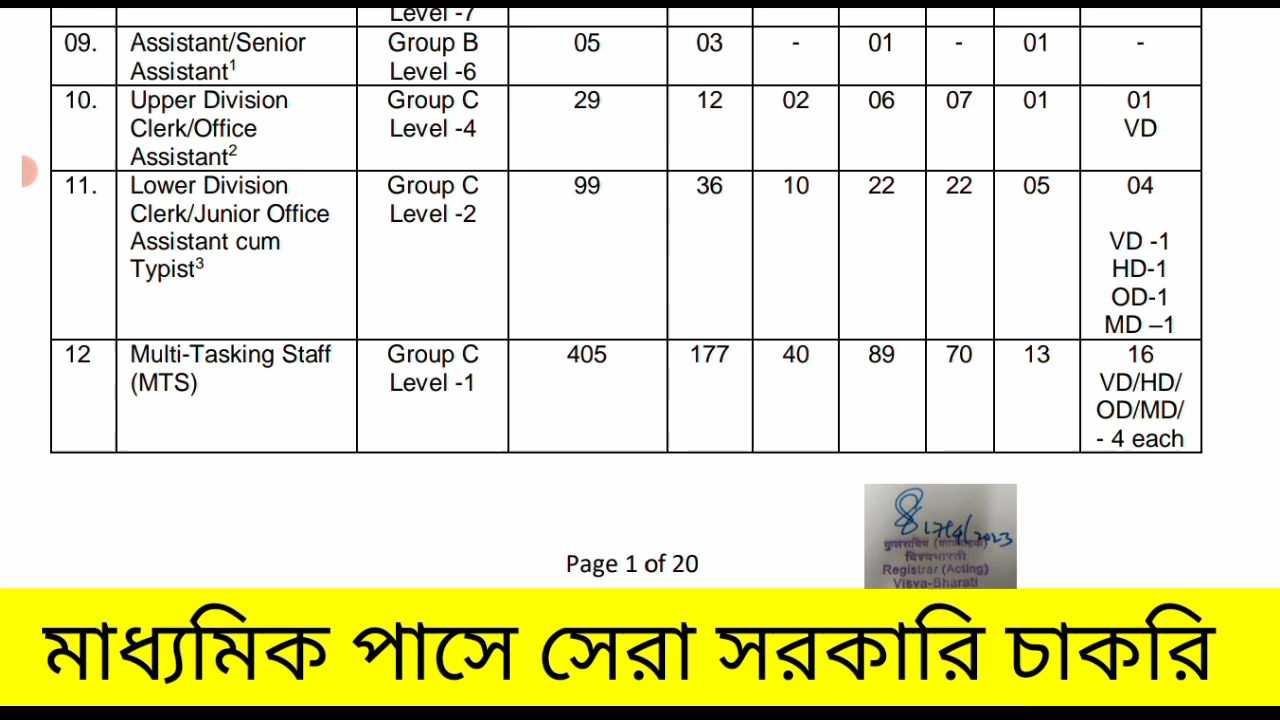 Level -7
09. Assistant/Senior Group B 05 03 - 01 - 01 -
Assistant1 Level -6
10. Upper Division Group C 29 12 02 06 07 01 01
Clerk/Office Level -4 VD
Assistant2
11. Lower Division Group C 99 36 10 22 22 05 04
Clerk/Junior Office Level -2
Assistant cum VD -1
Typist3 HD-1
OD-1
MD –1
12 Multi-Tasking Staff Group C 405 177 40 89 70 13 16
(MTS) Level -1 VD/HD/
OD/MD/
- 4 each
2023
विश्वभारती
Registrar (Acting)
Visva-Bharati
Page 1 of 20
মাধ্যমিক পাসে সেরা সরকারি চাকরি